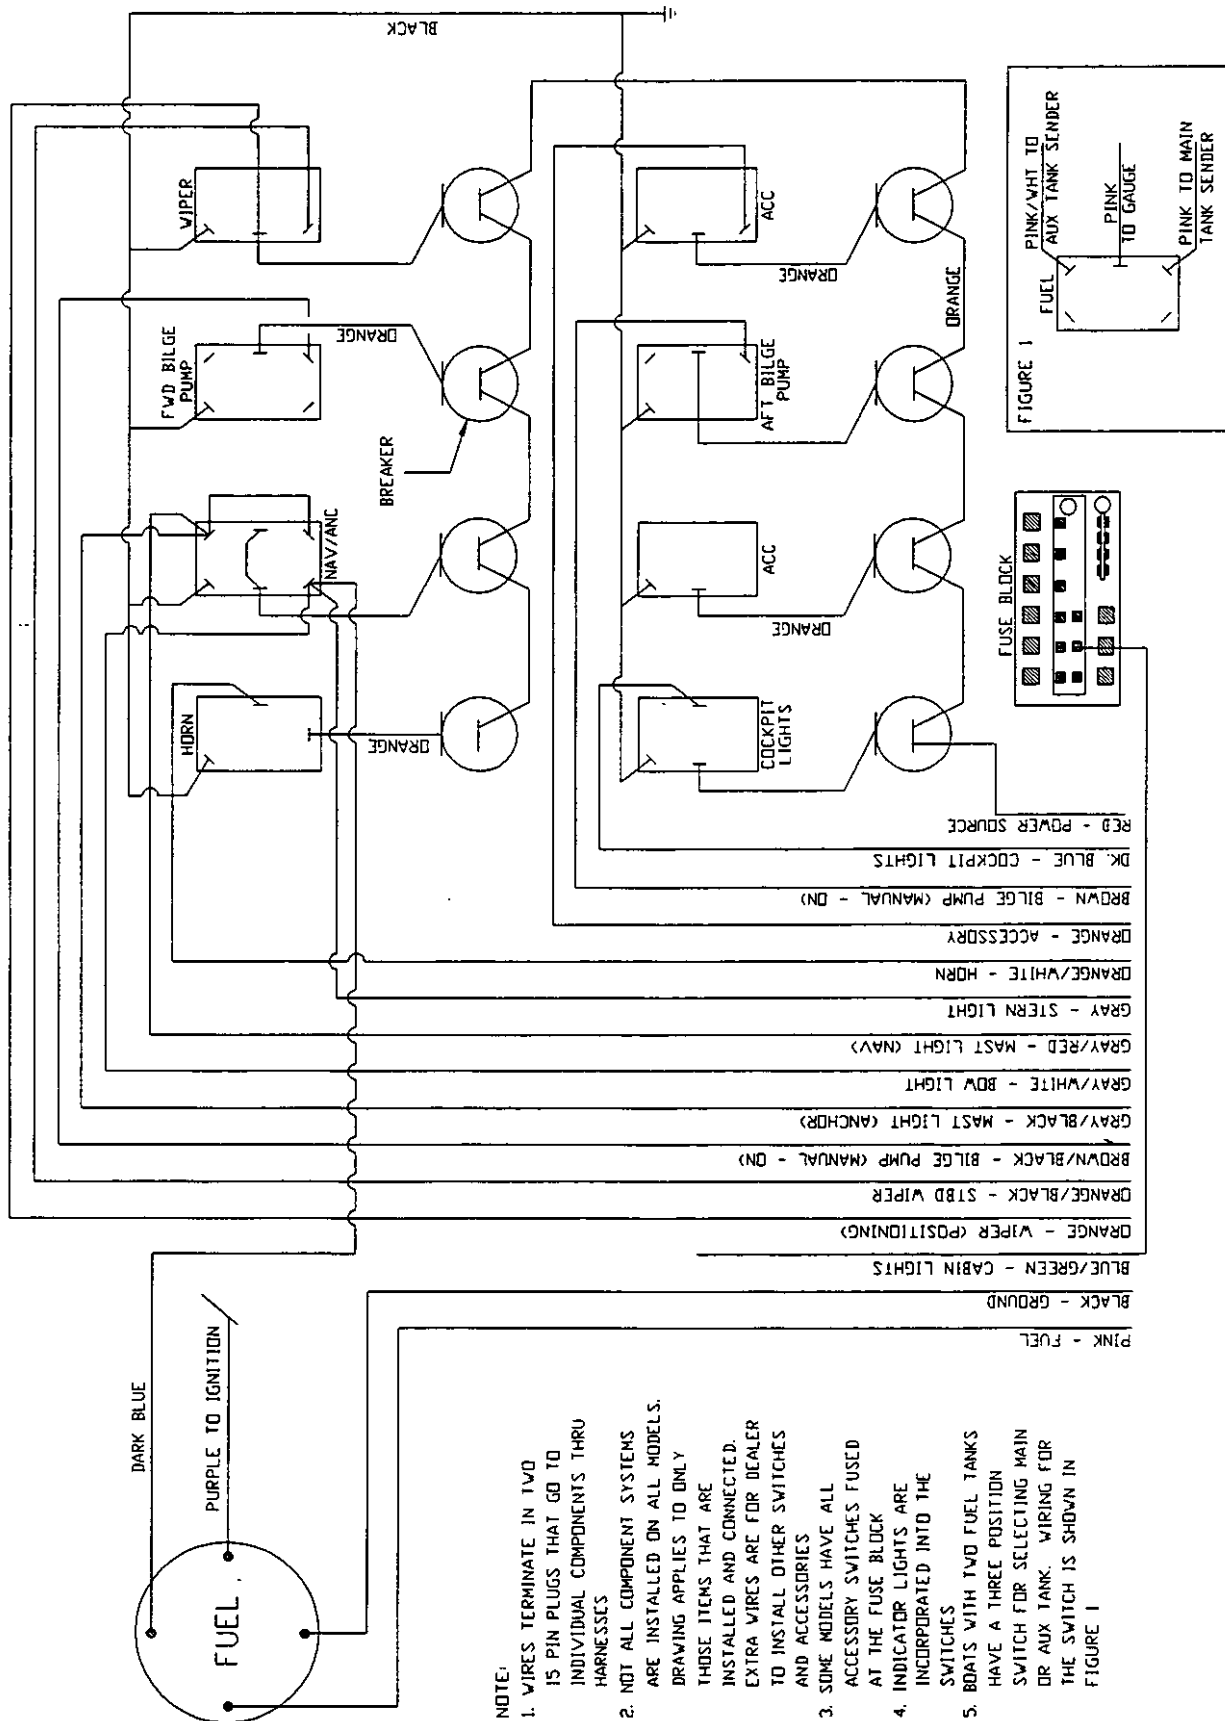 BLACK
WIPER
FWD BILGE
PUMP
ORANGE
BREAKER
NAV/ANC
HORN
ORANGE
ACC
ORANGE
AFT BILGE
PUMP
ORANGE
ACC
ORANGE
COCKPIT
LIGHTS
FIGURE 1
FUEL
PINK/WHT TO
AUX TANK SENDER
PINK
TO GAUGE
PINK TO MAIN
TANK SENDER
FUSE BLOCK
RED - POWER SOURCE
DK. BLUE - COCKPIT LIGHTS
BROWN - BILGE PUMP (MANUAL - ON)
ORANGE - ACCESSORY
ORANGE/WHITE - HORN
GRAY - STERN LIGHT
GRAY/RED - MAST LIGHT (NAV)
GRAY/WHITE - BOW LIGHT
GRAY/BLACK - MAST LIGHT (ANCHOR)
BROWN/BLACK - BILGE PUMP (MANUAL - ON)
ORANGE/BLACK - STBD WIPER
ORANGE - WIPER (POSITIONING)
BLUE/GREEN - CABIN LIGHTS
BLACK - GROUND
PINK - FUEL
DARK BLUE
PURPLE TO IGNITION
FUEL
NOTE:
1. WIRES TERMINATE IN TWO
15 PIN PLUGS THAT GO TO
INDIVIDUAL COMPONENTS THRU
HARNESSES
2. NOT ALL COMPONENT SYSTEMS
ARE INSTALLED ON ALL MODELS.
DRAWING APPLIES TO ONLY
THOSE ITEMS THAT ARE
INSTALLED AND CONNECTED.
EXTRA WIRES ARE FOR DEALER
TO INSTALL OTHER SWITCHES
AND ACCESSORIES
3. SOME MODELS HAVE ALL
ACCESSORY SWITCHES FUSED
AT THE FUSE BLOCK
4. INDICATOR LIGHTS ARE
INCORPORATED INTO THE
SWITCHES
5. BOATS WITH TWO FUEL TANKS
HAVE A THREE POSITION
SWITCH FOR SELECTING MAIN
OR AUX TANK. WIRING FOR
THE SWITCH IS SHOWN IN
FIGURE 1